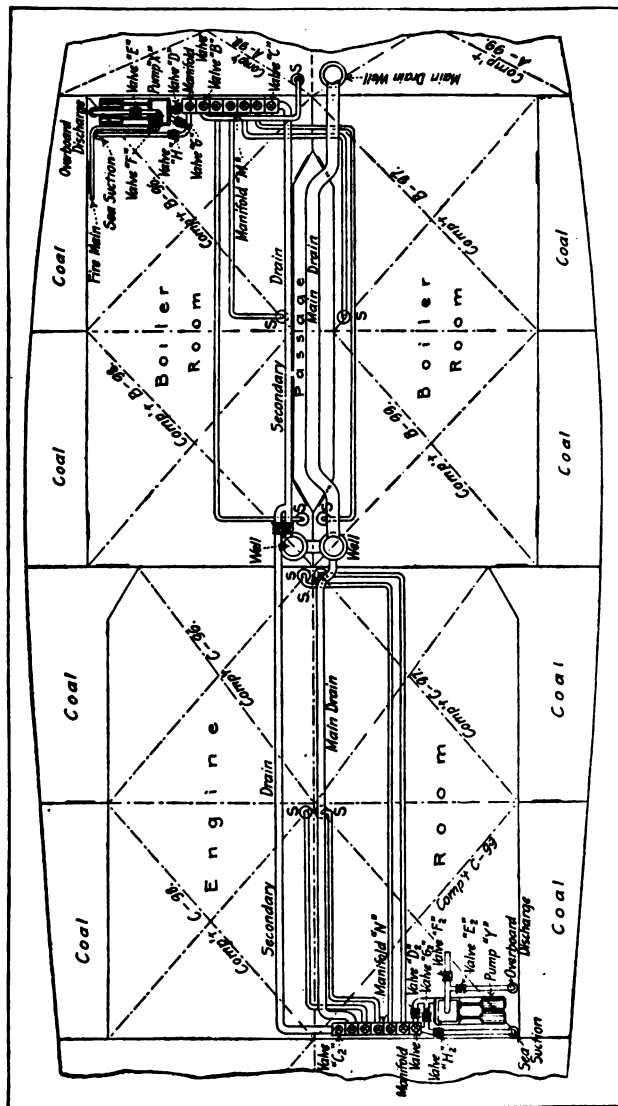 Coal
Coal
Coal
Coal
Overboard
Discharge
Fire Main
Sea Suction
Valve "F"
Valve "E"
Pump "X"
Valve "D"
Manifold
Valve
"B"
Valve "C"
Valve
"H"
Valve "G"
Manifold "M"
Comp't
A-98.
S
Main Drain Well
Comp't
A-99.
Boiler
Room
Comp't B-98.
Comp't B-
Secondary
Drain
Passage
Main
Drain
S
S
Boiler
Room
Comp't
B-97.
Comp't
B-99.
Coal
Coal
Well
Well
S
S
S
S
Engine
Room
Comp't
C-96.
Comp't
C-98.
Comp't C-97.
Comp't C-99
Secondary
Drain
Main Drain
S
S
Manifold "N"
Valve
"C2"
Manifold
Valve
Valve "D2"
Valve "G2"
Valve "F2"
Valve "E2"
Pump "Y"
Valve
"H2"
Overboard
Discharge
Sea
Suction
Coal
Coal